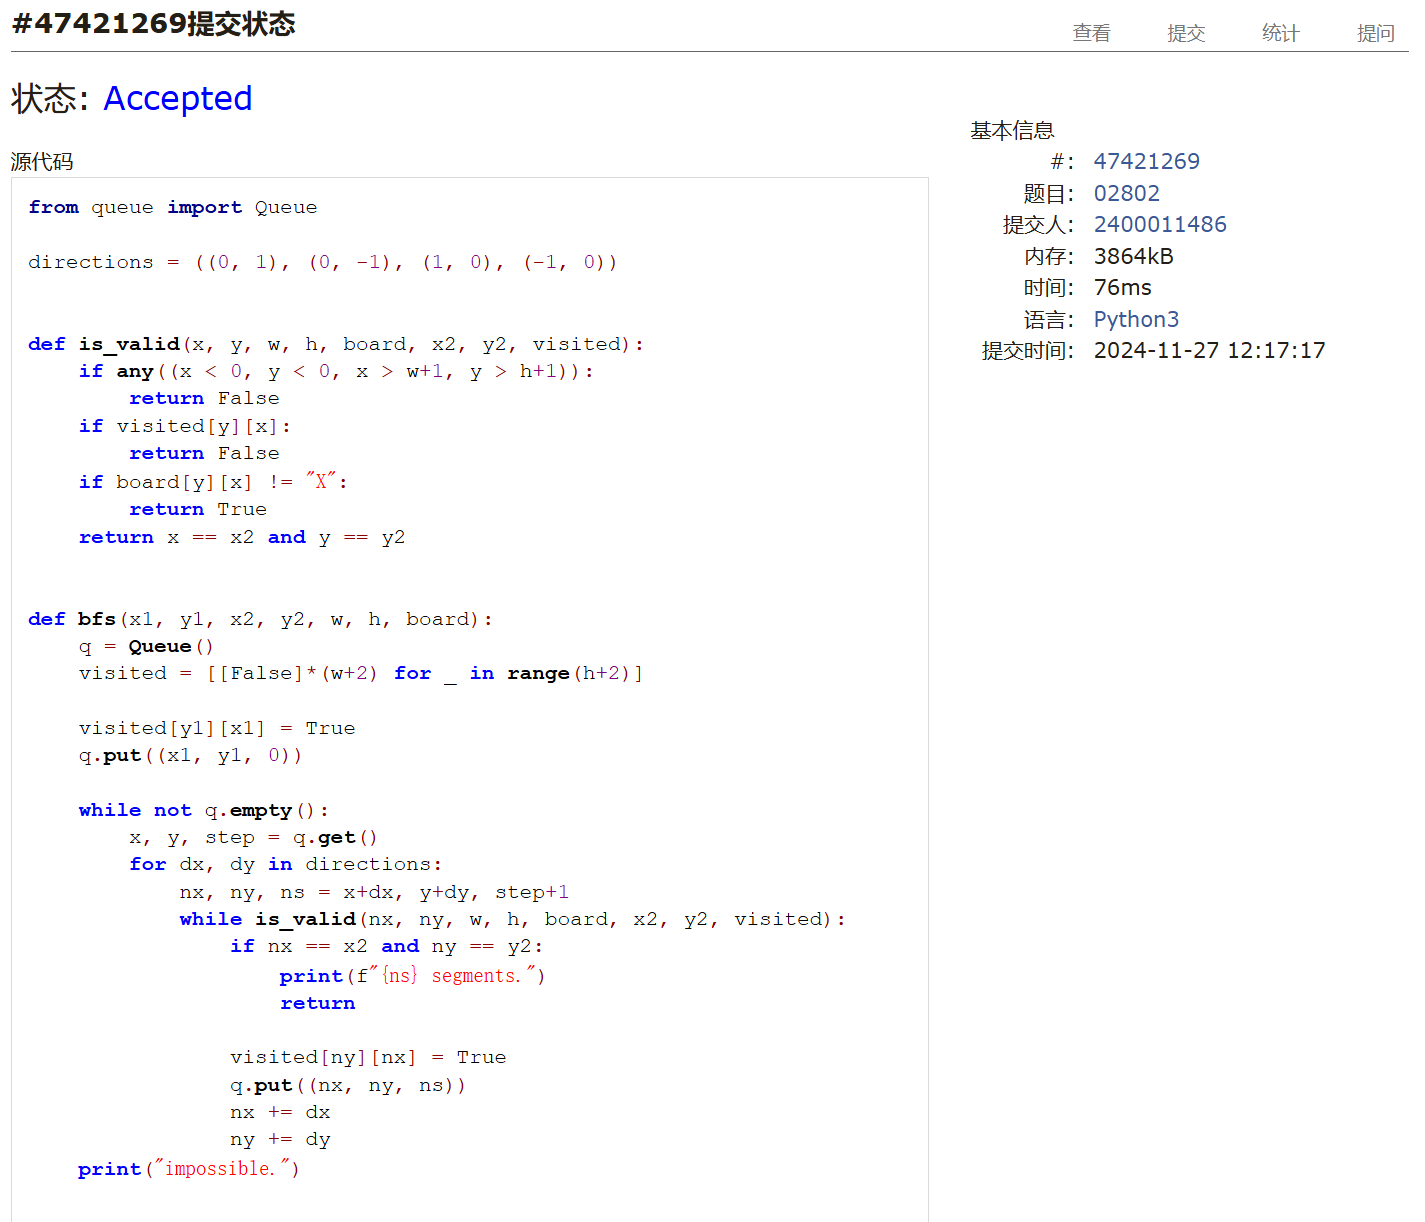 #47421269提交状态
查看 提交 统计 提问
状态: Accepted
源代码
from queue import Queue

directions = ((0, 1), (0, -1), (1, 0), (-1, 0))


def is_valid(x, y, w, h, board, x2, y2, visited):
    if any((x < 0, y < 0, x > w+1, y > h+1)):
        return False
    if visited[y][x]:
        return False
    if board[y][x] != "X":
        return True
    return x == x2 and y == y2


def bfs(x1, y1, x2, y2, w, h, board):
    q = Queue()
    visited = [[False]*(w+2) for _ in range(h+2)]

    visited[y1][x1] = True
    q.put((x1, y1, 0))

    while not q.empty():
        x, y, step = q.get()
        for dx, dy in directions:
            nx, ny, ns = x+dx, y+dy, step+1
            while is_valid(nx, ny, w, h, board, x2, y2, visited):
                if nx == x2 and ny == y2:
                    print(f"{ns} segments.")
                    return

                visited[ny][nx] = True
                q.put((nx, ny, ns))
                nx += dx
                ny += dy
    print("impossible.")
基本信息
#: 47421269
题目: 02802
提交人: 2400011486
内存: 3864kB
时间: 76ms
语言: Python3
提交时间: 2024-11-27 12:17:17